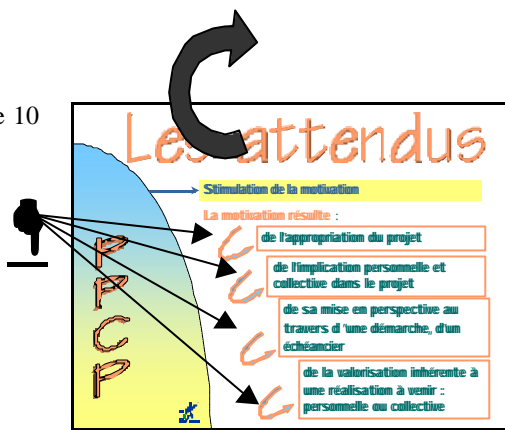 e 10
Les attendus
Stimulation de la motivation
La motivation résulte :
de l'appropriation du projet
de l'implication personnelle et
collective dans le projet
de sa mise en perspective au
travers d 'une démarche, d'un
échéancier
de la valorisation inhérente à
une réalisation à venir :
personnelle ou collective
P
P
C
P